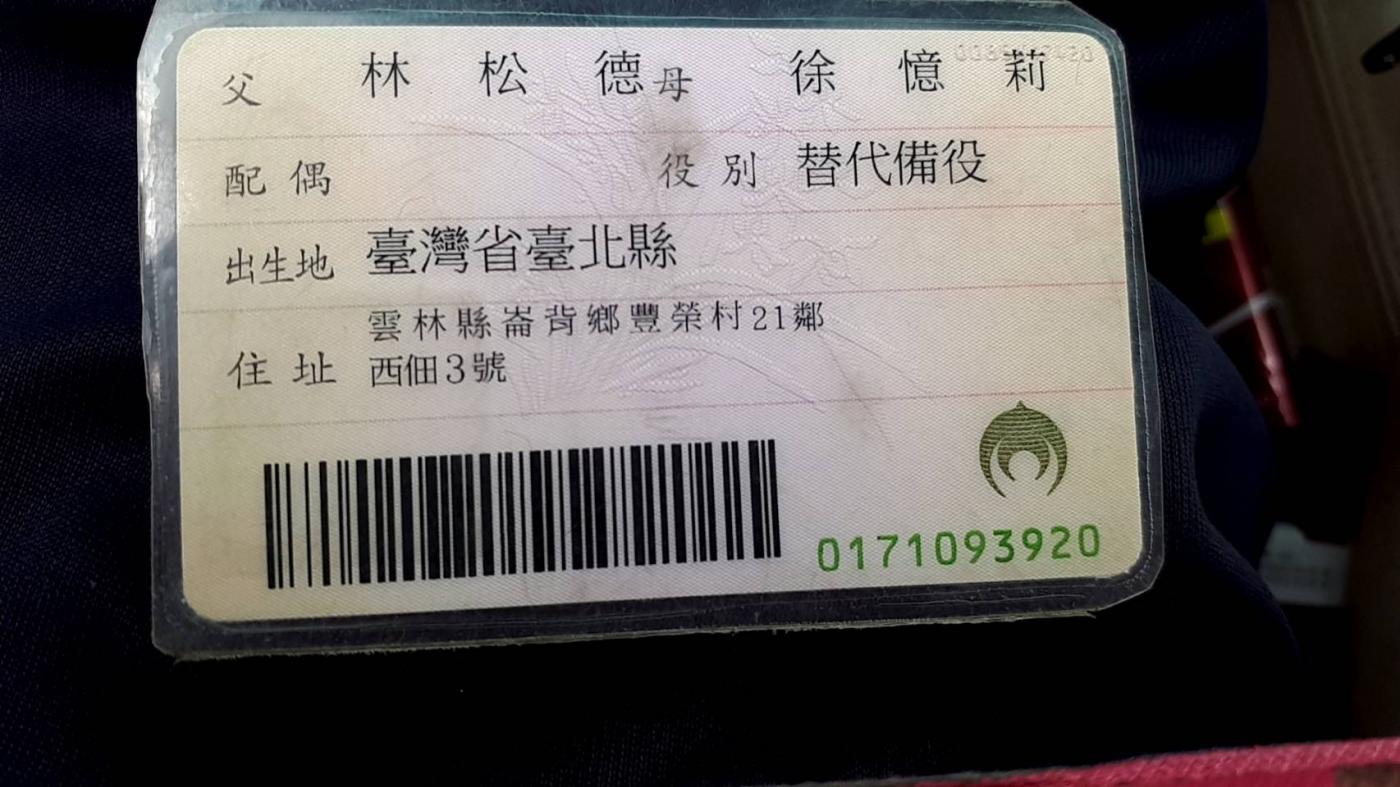 父 林松德 母 徐憶莉
配偶 役別 替代備役
出生地 臺灣省臺北縣
住址 雲林縣崙背鄉豐榮村21鄰
西佃3號
0171093920